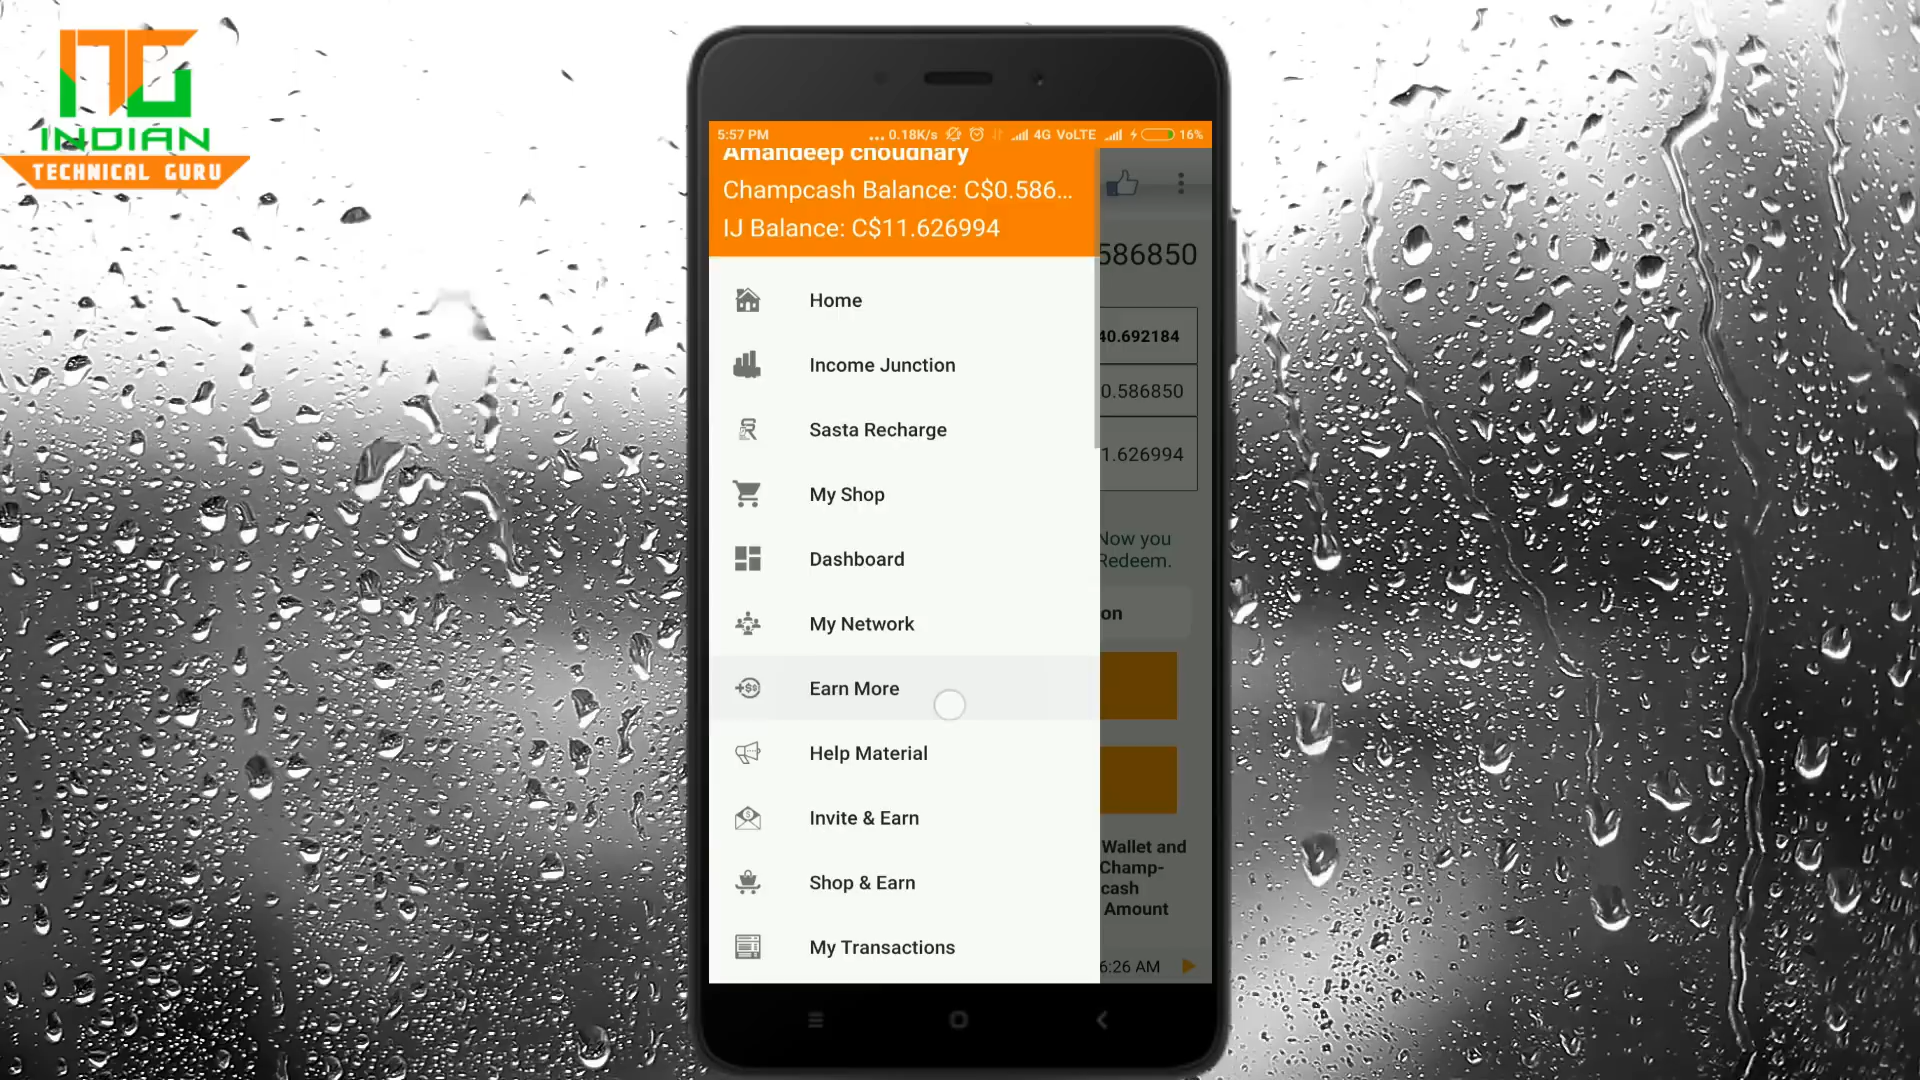 ITG
INDIAN
TECHNICAL GURU
5:57 PM
... 0.18K/s 4G VoLTE 16%
Amandeep choudhary
Champcash Balance: C$0.586...
IJ Balance: C$11.626994
Home
Income Junction
Sasta Recharge
My Shop
Dashboard
My Network
Earn More
Help Material
Invite & Earn
Shop & Earn
My Transactions
586850
40.692184
0.586850
1.626994
Now you
Redeem.
on
Wallet and
Champ-
cash
Amount
6:26 AM